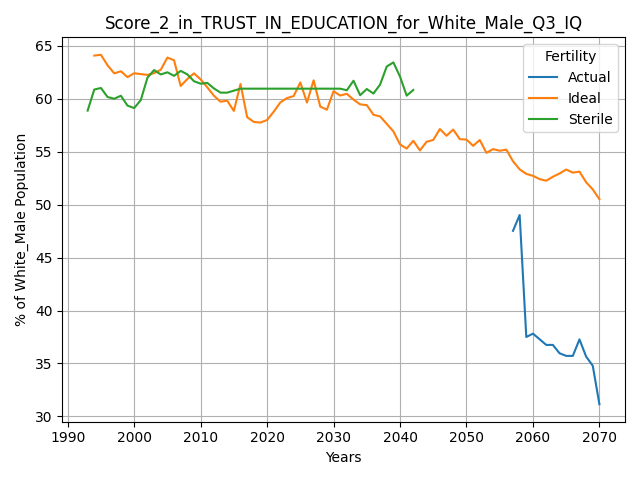 Score_2_in_TRUST_IN_EDUCATION_for_White_Male_Q3_IQ
% of White_Male Population
65
60
55
50
45
40
35
30
Fertility
Actual
Ideal
Sterile
1990 2000 2010 2020 2030 2040 2050 2060 2070
Years